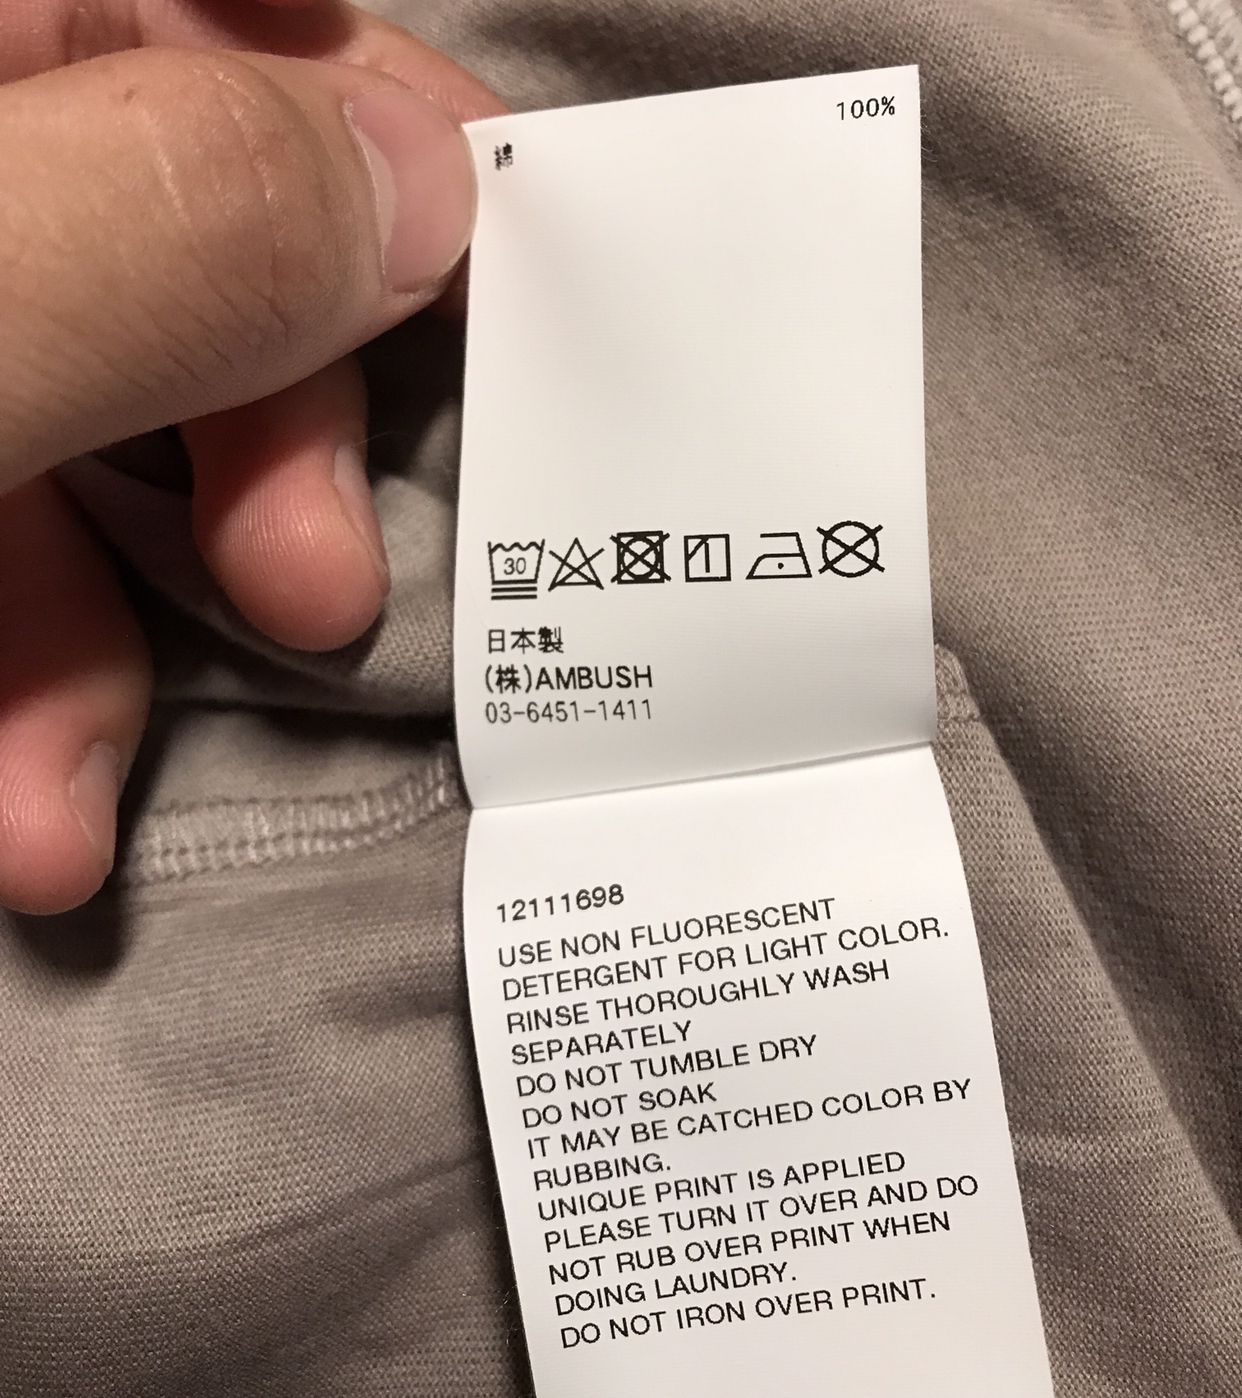 綿 100%
30
日本製
(株)AMBUSH
03-6451-1411
12111698
USE NON FLUORESCENT
DETERGENT FOR LIGHT COLOR.
RINSE THOROUGHLY WASH
SEPARATELY
DO NOT TUMBLE DRY
DO NOT SOAK
IT MAY BE CATCHED COLOR BY
RUBBING.
UNIQUE PRINT IS APPLIED
PLEASE TURN IT OVER AND DO
NOT RUB OVER PRINT WHEN
DOING LAUNDRY.
DO NOT IRON OVER PRINT.